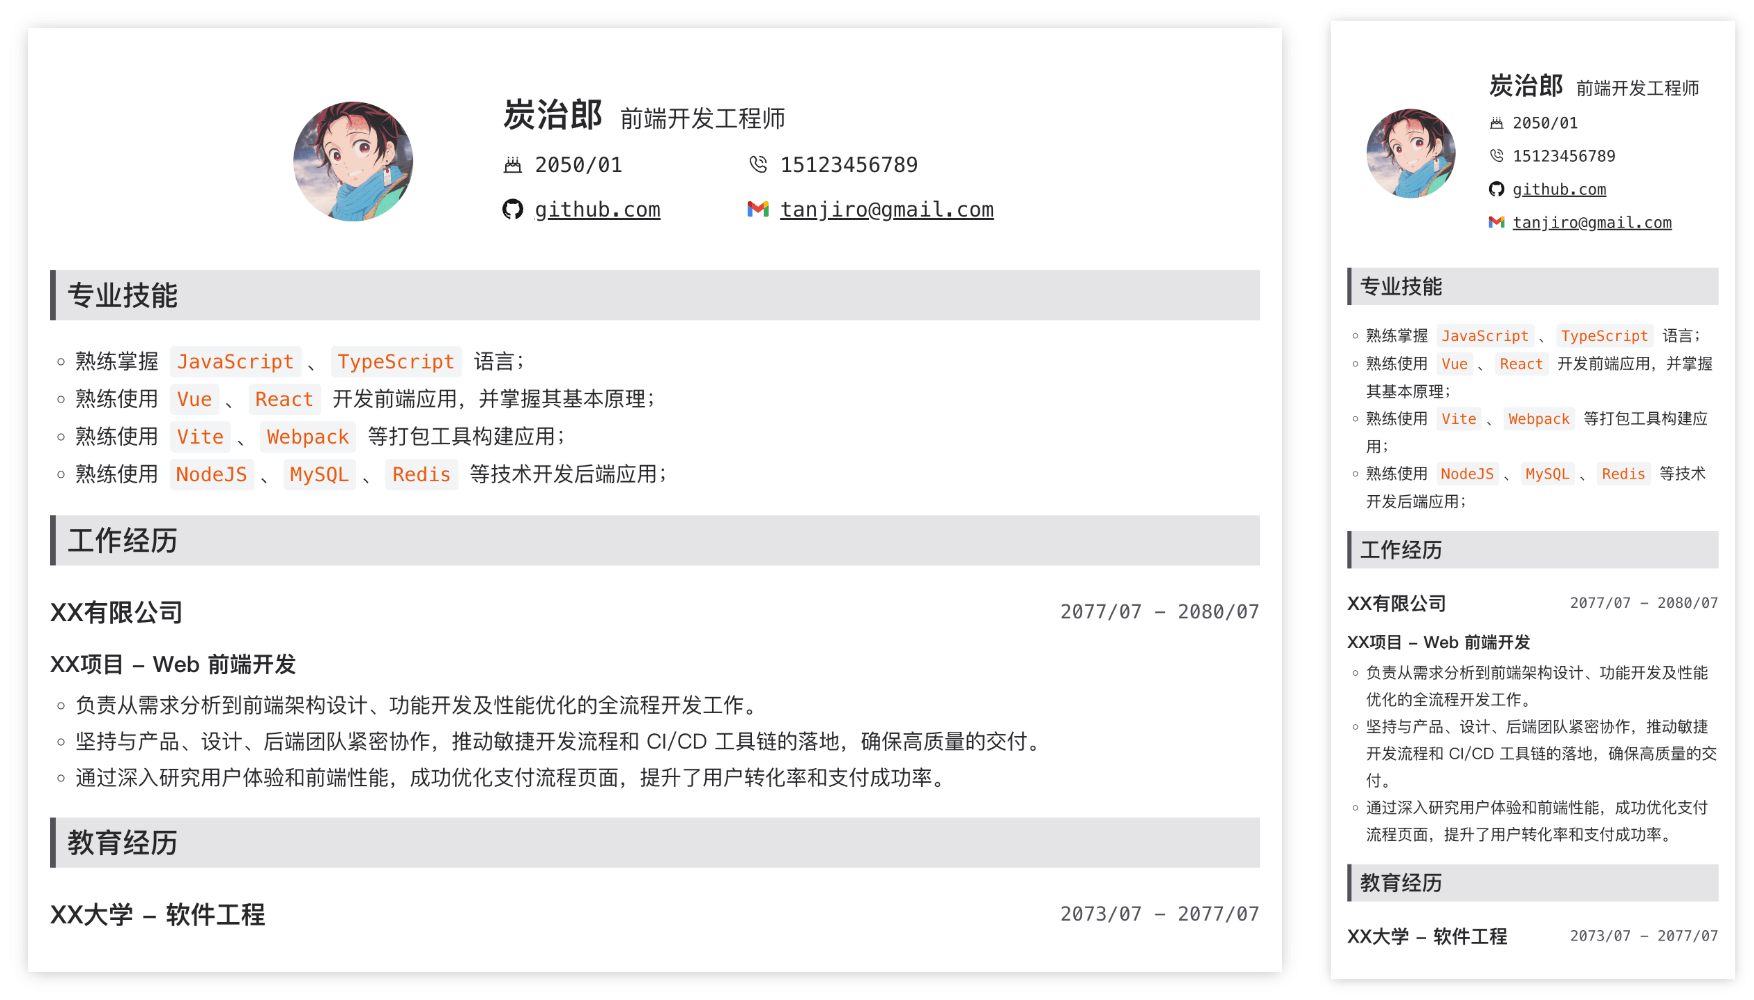 炭治郎 前端开发工程师
2050/01 15123456789
github.com tanjiro@gmail.com
专业技能
熟练掌握 JavaScript 、 TypeScript 语言；
熟练使用 Vue 、 React 开发前端应用，并掌握其基本原理；
熟练使用 Vite 、 Webpack 等打包工具构建应用；
熟练使用 NodeJS 、 MySQL 、 Redis 等技术开发后端应用；
工作经历
XX有限公司 2077/07 - 2080/07
XX项目 - Web 前端开发
负责从需求分析到前端架构设计、功能开发及性能优化的全流程开发工作。
坚持与产品、设计、后端团队紧密协作，推动敏捷开发流程和 CI/CD 工具链的落地，确保高质量的交付。
通过深入研究用户体验和前端性能，成功优化支付流程页面，提升了用户转化率和支付成功率。
教育经历
XX大学 - 软件工程 2073/07 - 2077/07
炭治郎 前端开发工程师
2050/01
15123456789
github.com
tanjiro@gmail.com
专业技能
熟练掌握 JavaScript 、 TypeScript 语言；
熟练使用 Vue 、 React 开发前端应用，并掌握
其基本原理；
熟练使用 Vite 、 Webpack 等打包工具构建应
用；
熟练使用 NodeJS 、 MySQL 、 Redis 等技术
开发后端应用；
工作经历
XX有限公司 2077/07 - 2080/07
XX项目 - Web 前端开发
负责从需求分析到前端架构设计、功能开发及性能
优化的全流程开发工作。
坚持与产品、设计、后端团队紧密协作，推动敏捷
开发流程和 CI/CD 工具链的落地，确保高质量的交
付。
通过深入研究用户体验和前端性能，成功优化支付
流程页面，提升了用户转化率和支付成功率。
教育经历
XX大学 - 软件工程 2073/07 - 2077/07